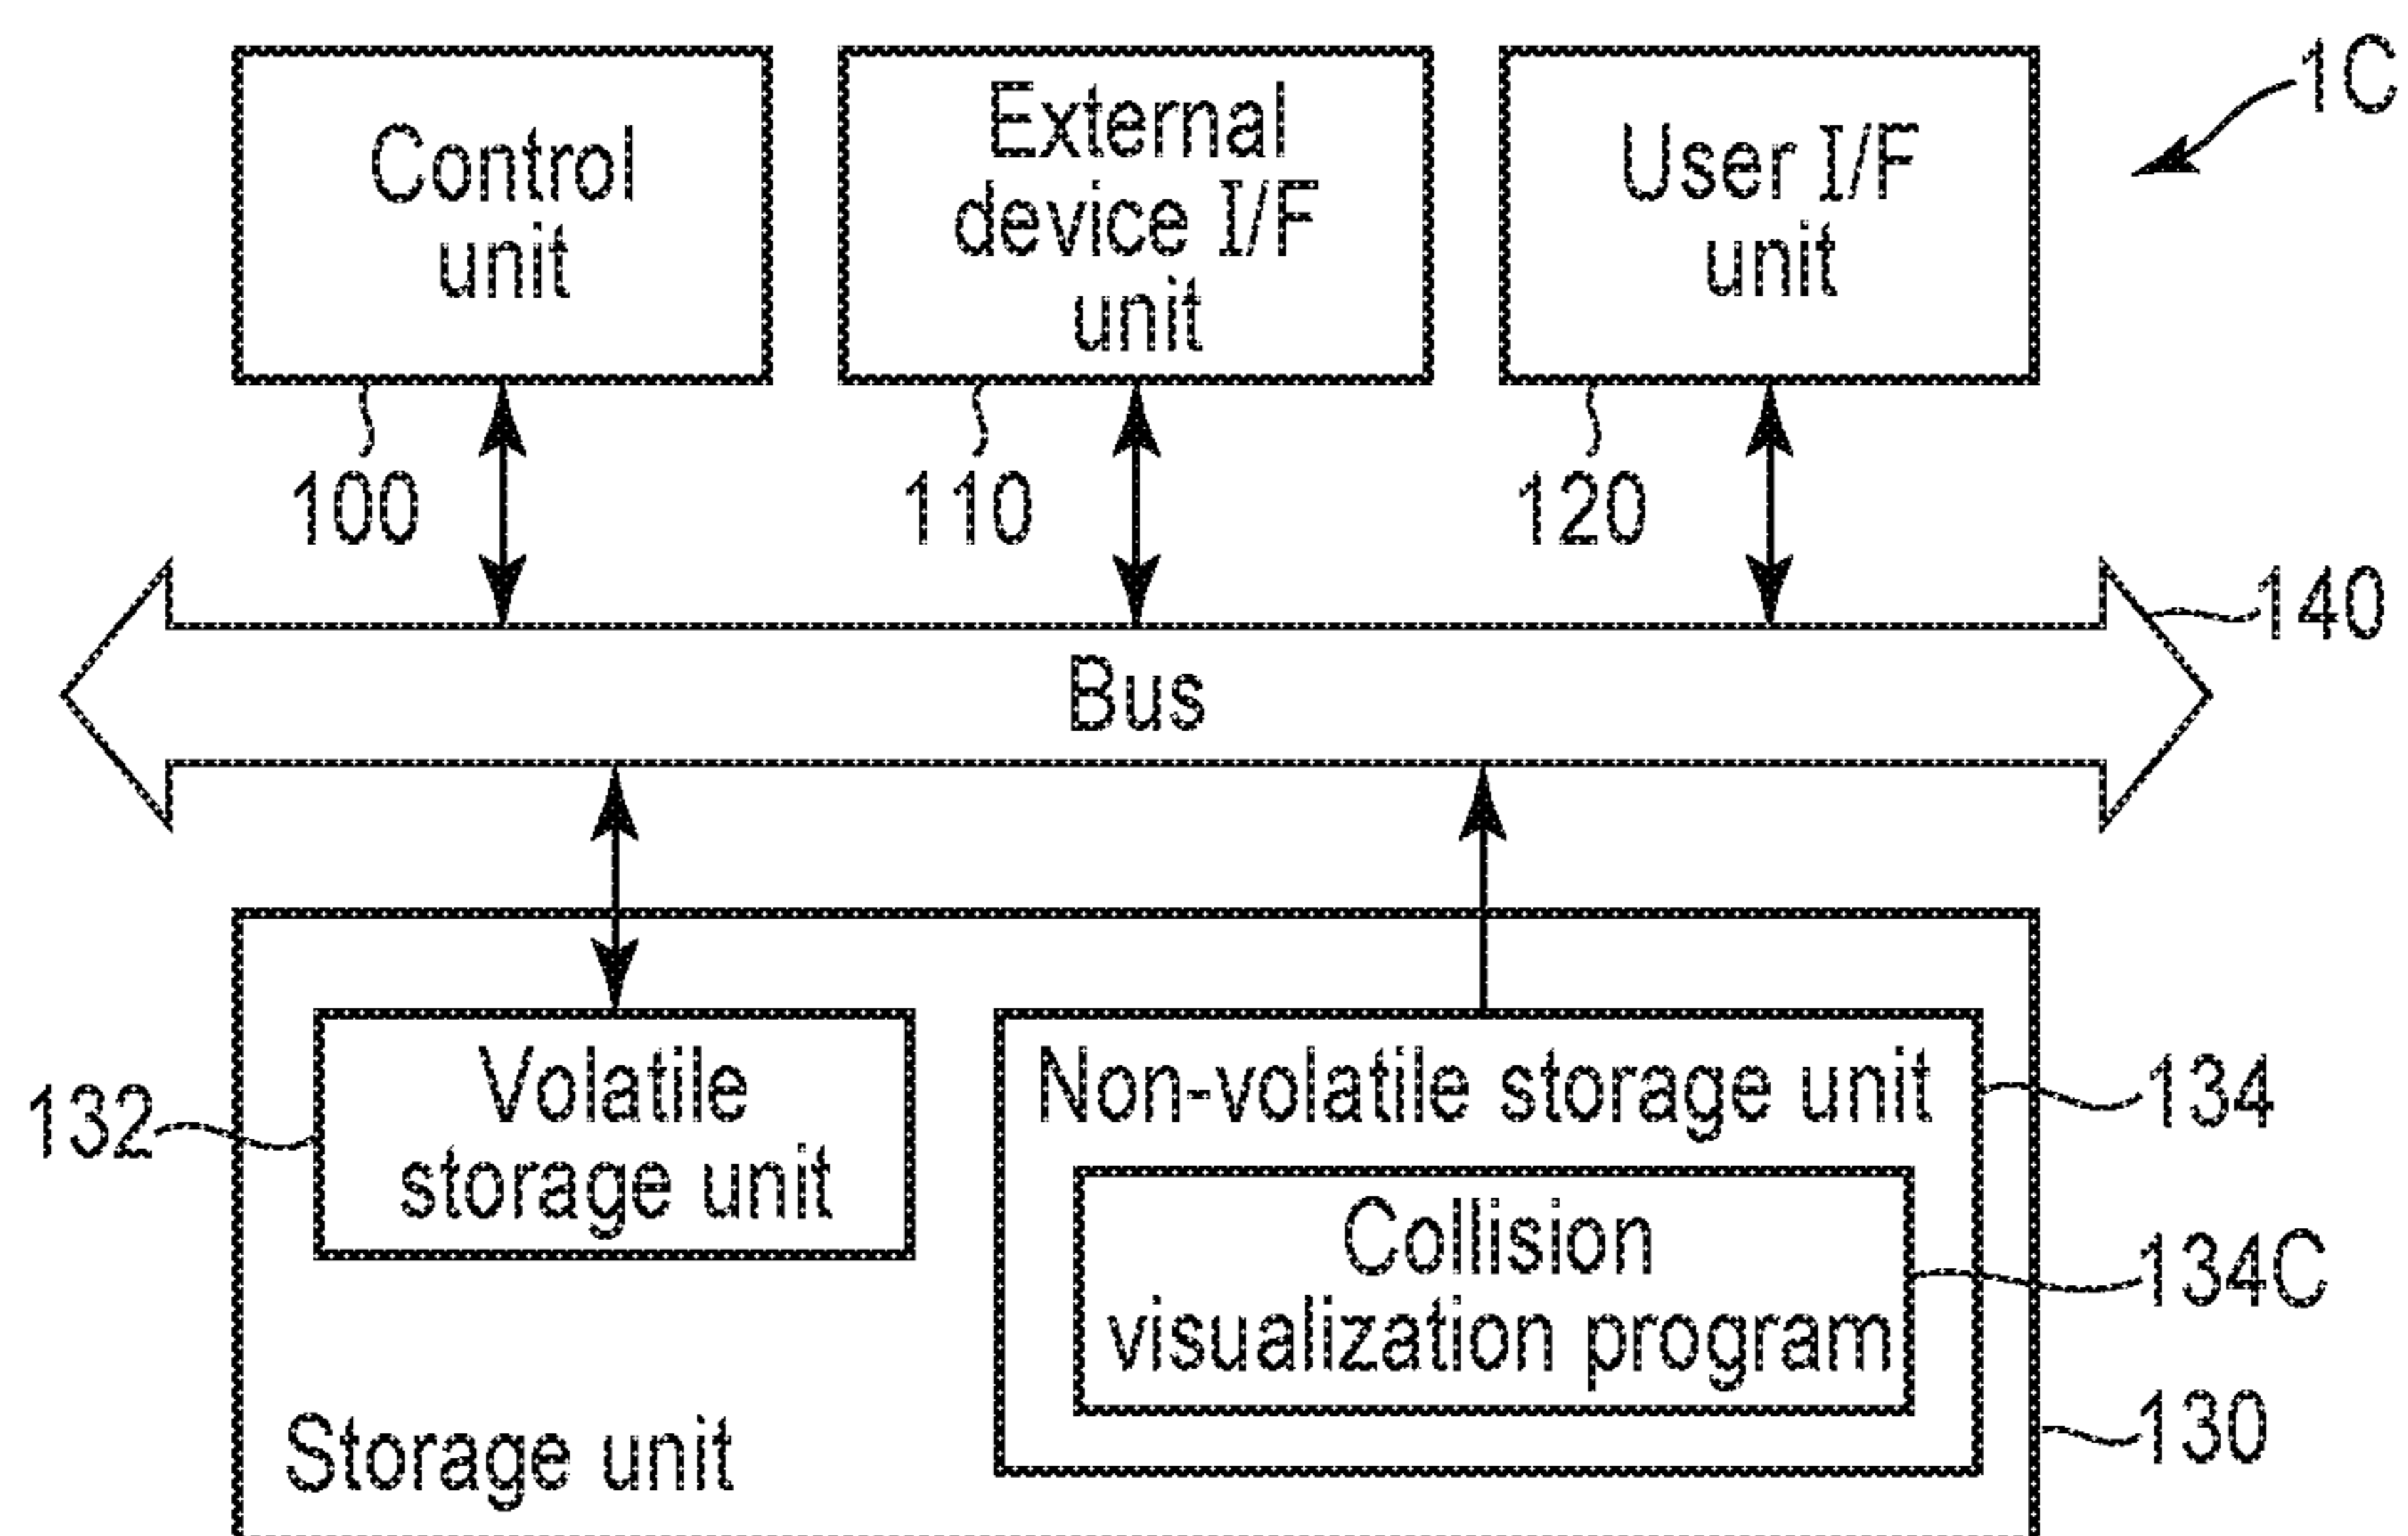 1C
Control
unit
External
device I/F
unit
User I/F
unit
100
110
120
140
Bus
132
Volatile
storage unit
Non-volatile storage unit
134
Collision
visualization program
134C
Storage unit
130